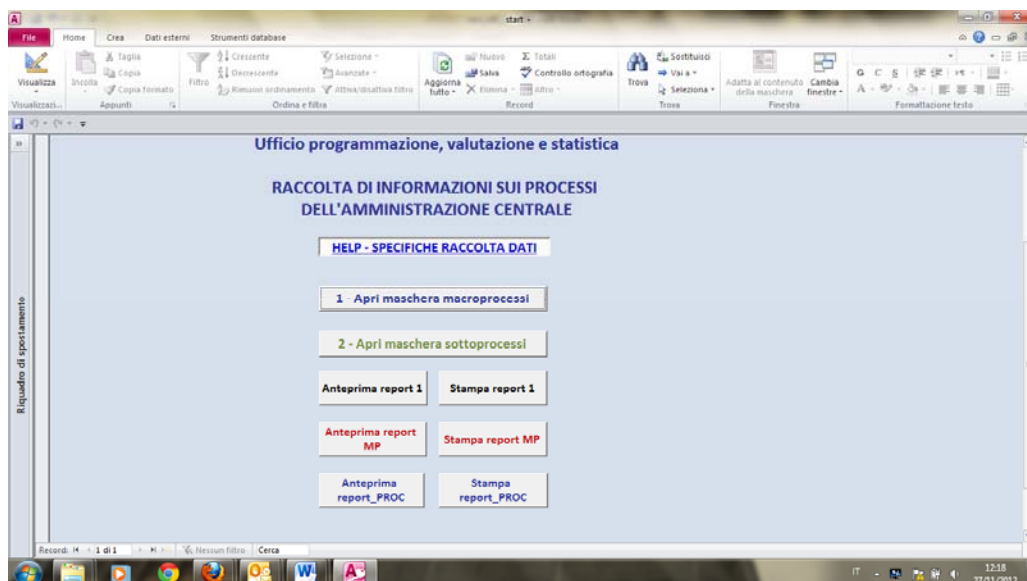 start -
File Home Crea Dati esterni Strumenti database
Visualizza
Incolla
Taglia
Copia
Copia formato
Filtro
Crescente
Decrescente
Rimuovi ordinamento
Selezione
Avanzate
Attiva/disattiva filtro
Aggiorna tutto
Nuovo
Salva
Elimina
Totali
Controllo ortografia
Altro
Trova
Sostituisci
Vai a
Seleziona
Adatta al contenuto della maschera
Cambia finestre
G C S
A
Visualizzazi... Appunti Ordina e filtra Record Trova Finestra Formattazione testo
Riquadro di spostamento
Ufficio programmazione, valutazione e statistica
RACCOLTA DI INFORMAZIONI SUI PROCESSI
DELL'AMMINISTRAZIONE CENTRALE
HELP - SPECIFICHE RACCOLTA DATI
1 - Apri maschera macroprocessi
2 - Apri maschera sottoprocessi
Anteprima report 1
Stampa report 1
Anteprima report
MP
Stampa report MP
Anteprima
report_PROC
Stampa
report_PROC
Record: 1 di 1 Nessun filtro Cerca
IT
12:18
27/11/2012